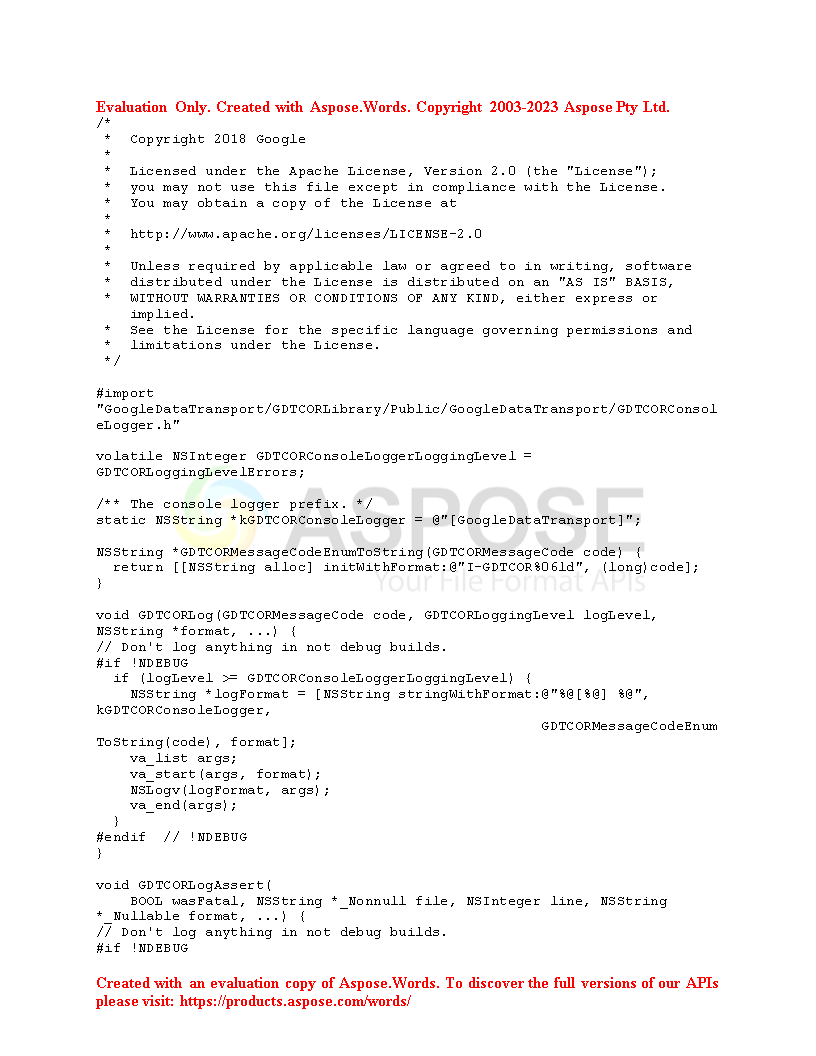 Evaluation Only. Created with Aspose.Words. Copyright 2003-2023 Aspose Pty Ltd.
/*
 *  Copyright 2018 Google
 *
 *  Licensed under the Apache License, Version 2.0 (the "License");
 *  you may not use this file except in compliance with the License.
 *  You may obtain a copy of the License at
 *
 *  http://www.apache.org/licenses/LICENSE-2.0
 *
 *  Unless required by applicable law or agreed to in writing, software
 *  distributed under the License is distributed on an "AS IS" BASIS,
 *  WITHOUT WARRANTIES OR CONDITIONS OF ANY KIND, either express or
    implied.
 *  See the License for the specific language governing permissions and
 *  limitations under the License.
 */

#import
"GoogleDataTransport/GDTCORLibrary/Public/GoogleDataTransport/GDTCORConsol
eLogger.h"

volatile NSInteger GDTCORConsoleLoggerLoggingLevel =
GDTCORLoggingLevelErrors;

/** The console logger prefix. */
static NSString *kGDTCORConsoleLogger = @"[GoogleDataTransport]";
ASPOSE

NSString *GDTCORMessageCodeEnumToString(GDTCORMessageCode code) {
  return [[NSString alloc] initWithFormat:@"I-GDTCOR%06ld", (long)code];
Your File Format APIs
}

void GDTCORLog(GDTCORMessageCode code, GDTCORLoggingLevel logLevel,
NSString *format, ...) {
// Don't log anything in not debug builds.
#if !NDEBUG
  if (logLevel >= GDTCORConsoleLoggerLoggingLevel) {
    NSString *logFormat = [NSString stringWithFormat:@"%@[%@] %@",
kGDTCORConsoleLogger,
                                                     GDTCORMessageCodeEnum
ToString(code), format];
    va_list args;
    va_start(args, format);
    NSLogv(logFormat, args);
    va_end(args);
  }
#endif  // !NDEBUG
}

void GDTCORLogAssert(
    BOOL wasFatal, NSString *_Nonnull file, NSInteger line, NSString
*_Nullable format, ...) {
// Don't log anything in not debug builds.
#if !NDEBUG

Created with an evaluation copy of Aspose.Words. To discover the full versions of our APIs
please visit: https://products.aspose.com/words/